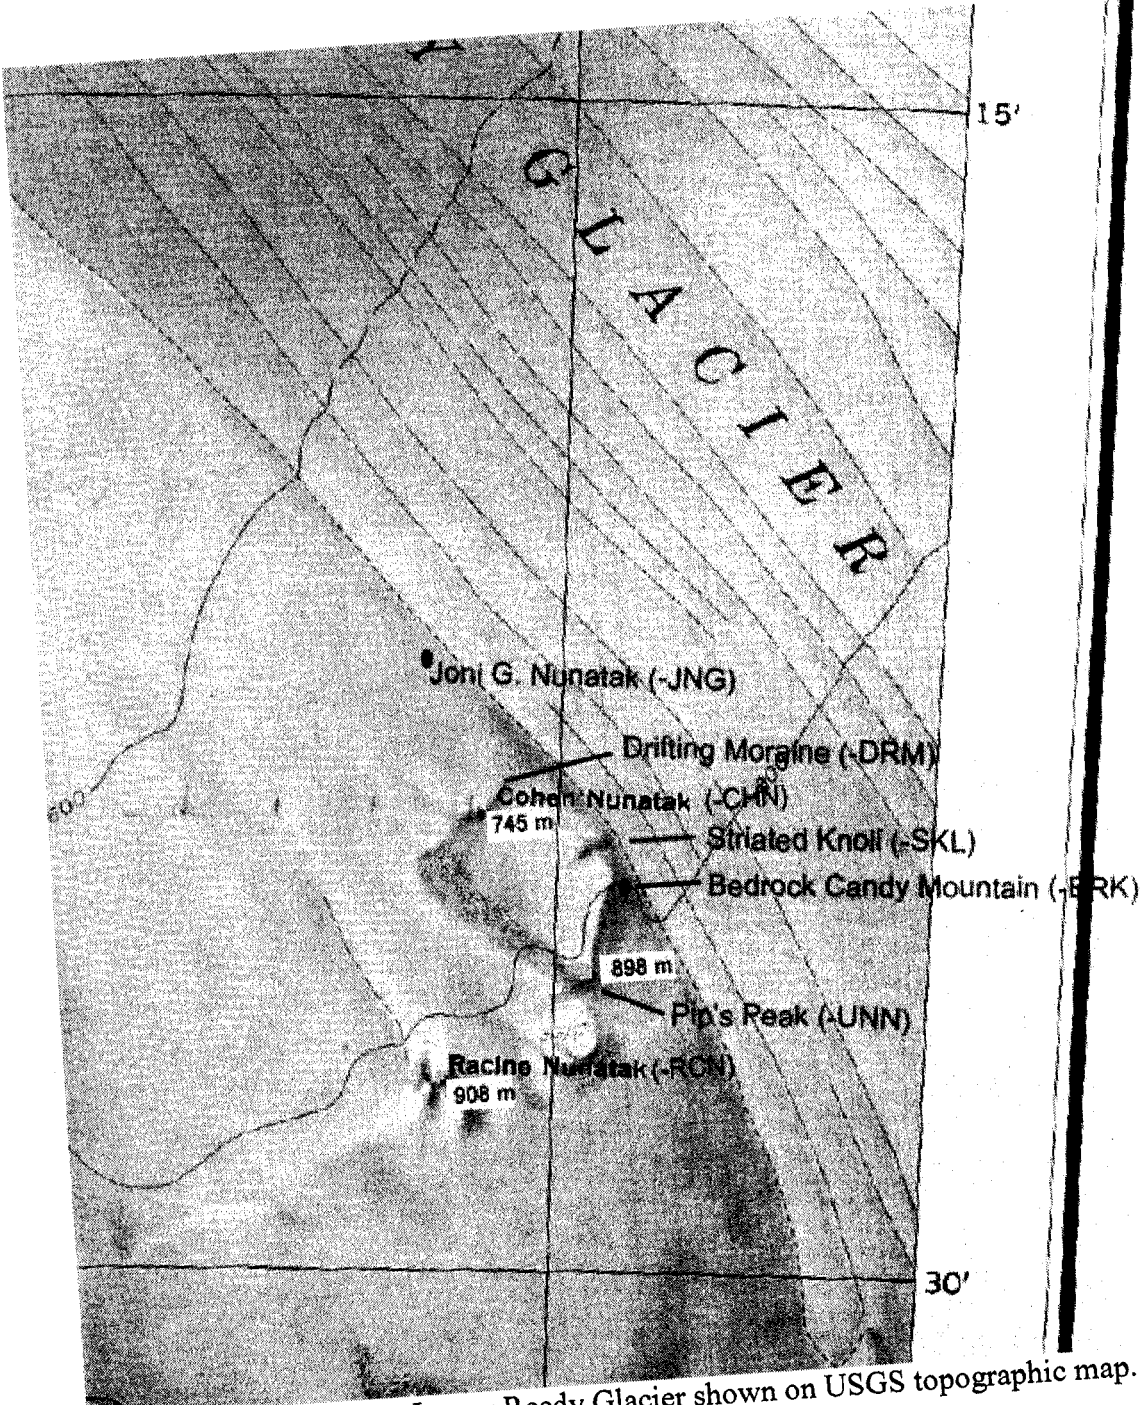 Y
15'
GLACIER
Joni G. Nunatak (-JNG)
Drifting Moraine (-DRM)
Cohen Nunatak (-CHN)
745 m
Striated Knoll (-SKL)
Bedrock Candy Mountain (-BRK)
600
898 m
Pip's Peak (-UNN)
Racine Nunatak (-RCN)
908 m
30'
Reedy Glacier shown on USGS topographic map.